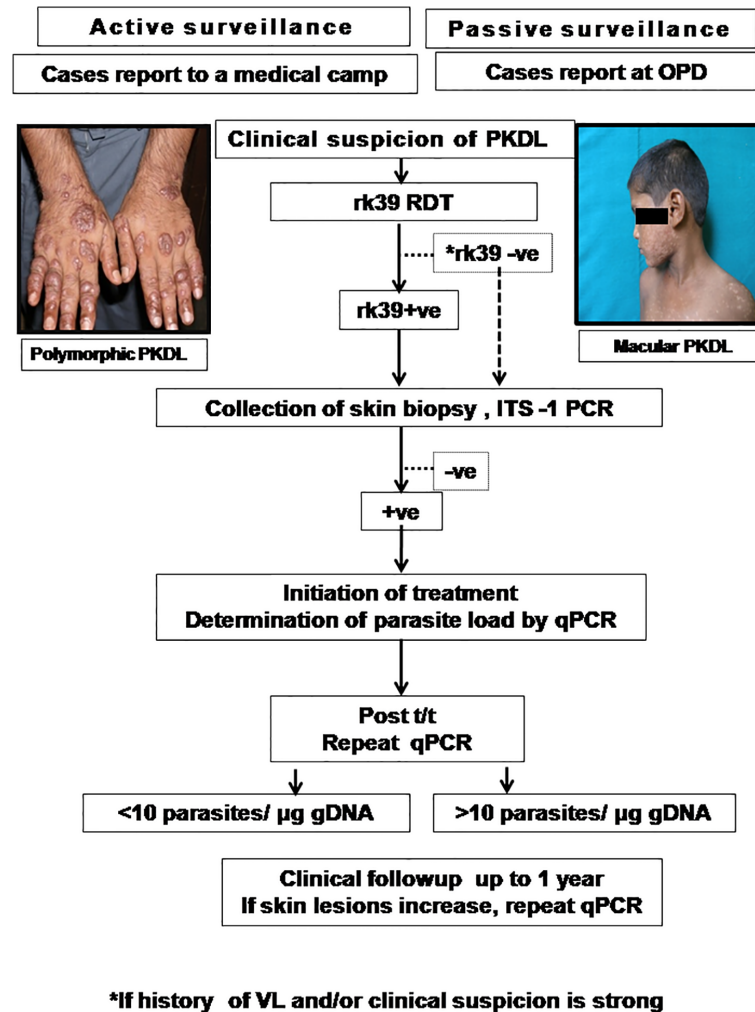 Active surveillance
Passive surveillance
Cases report to a medical camp
Cases report at OPD
Clinical suspicion of PKDL
rk39 RDT
*rk39 -ve
rk39+ve
Polymorphic PKDL
Macular PKDL
Collection of skin biopsy , ITS -1 PCR
-ve
+ve
Initiation of treatment
Determination of parasite load by qPCR
Post t/t
Repeat qPCR
<10 parasites/ µg gDNA
>10 parasites/ µg gDNA
Clinical followup up to 1 year
If skin lesions increase, repeat qPCR
*If history of VL and/or clinical suspicion is strong